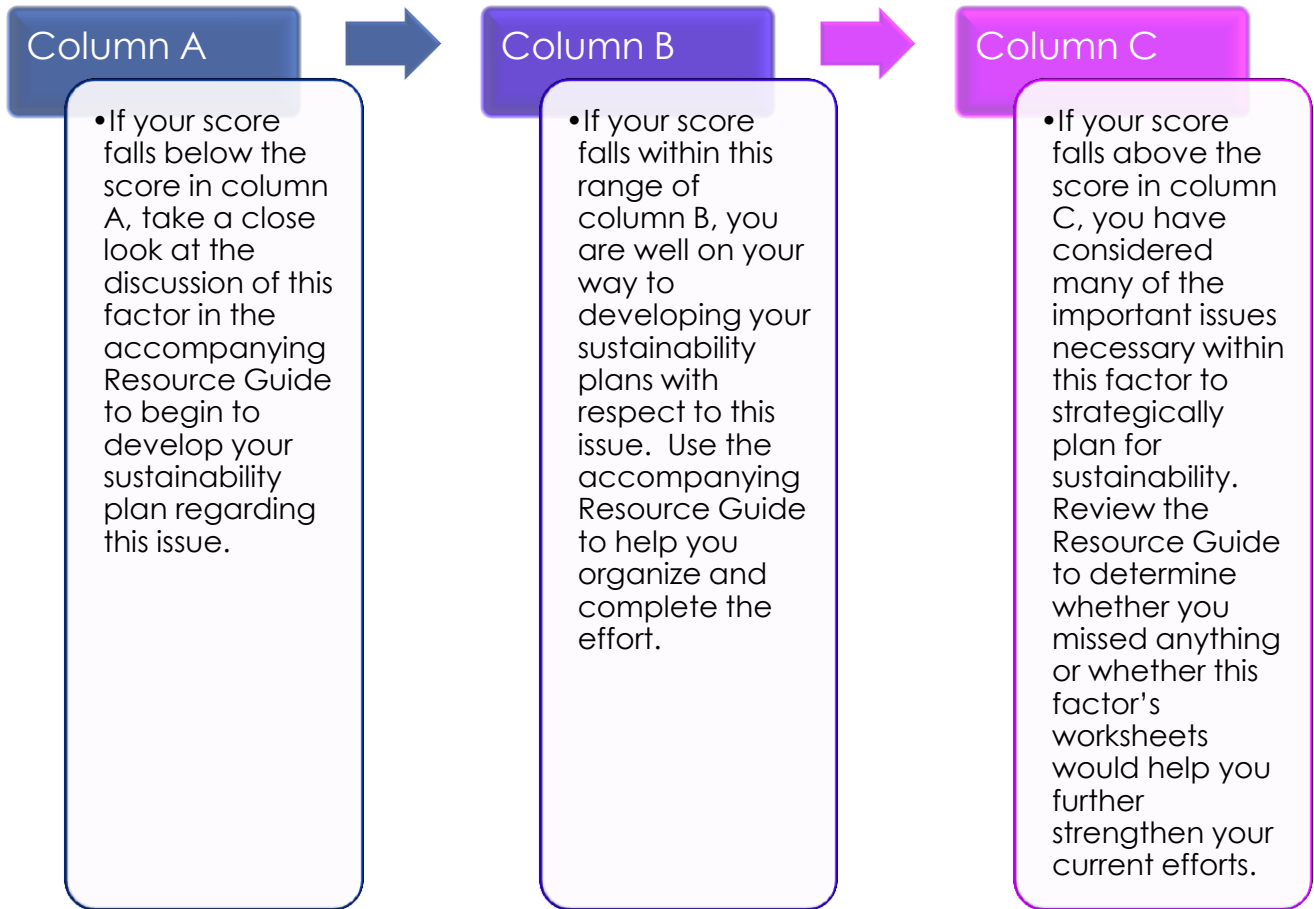 Column A
•If your score
falls below the
score in column
A, take a close
look at the
discussion of this
factor in the
accompanying
Resource Guide
to begin to
develop your
sustainability
plan regarding
this issue.
Column B
•If your score
falls within this
range of
column B, you
are well on your
way to
developing your
sustainability
plans with
respect to this
issue.  Use the
accompanying
Resource Guide
to help you
organize and
complete the
effort.
Column C
•If your score
falls above the
score in column
C, you have
considered
many of the
important issues
necessary within
this factor to
strategically
plan for
sustainability.
Review the
Resource Guide
to determine
whether you
missed anything
or whether this
factor’s
worksheets
would help you
further
strengthen your
current efforts.